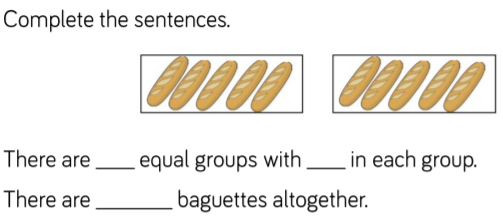 Complete the sentences.
There are ____ equal groups with ____ in each group.
There are ________ baguettes altogether.